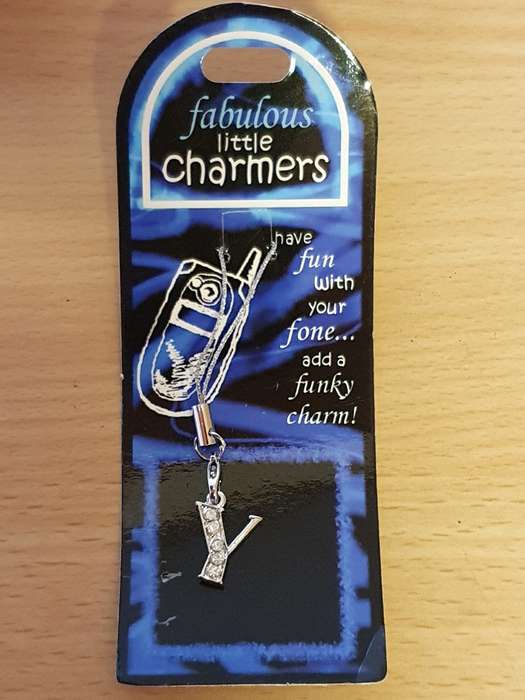 fabulous
little
charmers
have
fun
with
your
fone...
add a
funky
charm!
Y